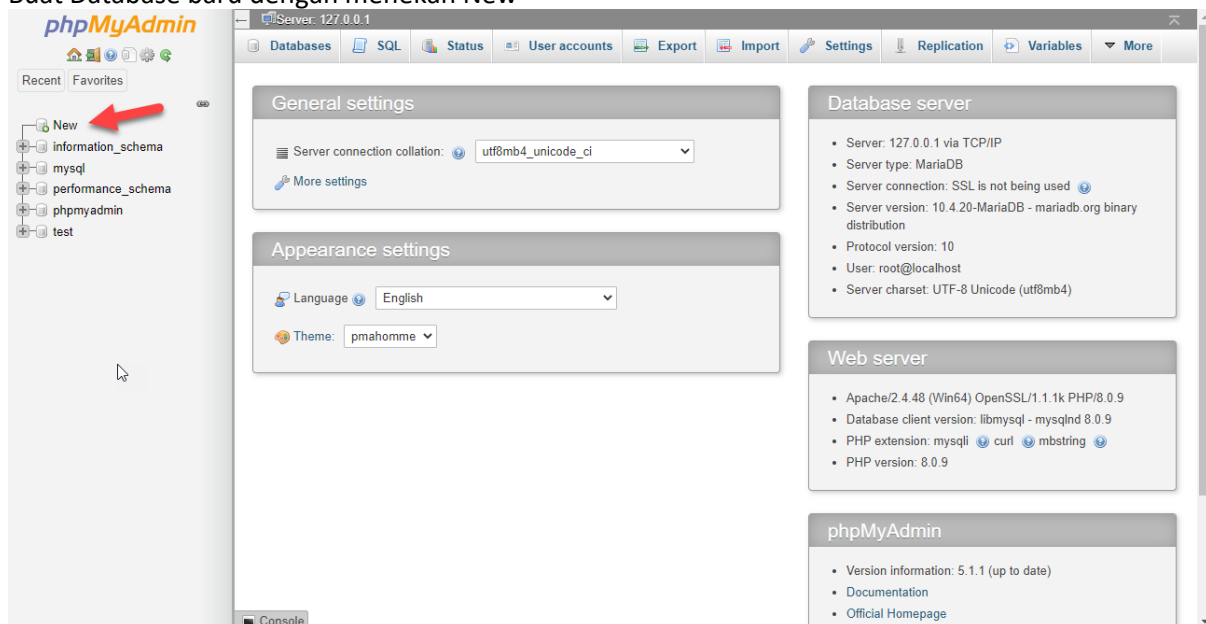 Buat Database baru dengan menekan New
phpMyAdmin
Recent Favorites
New
information_schema
mysql
performance_schema
phpmyadmin
test
Server: 127.0.0.1
Databases SQL Status User accounts Export Import Settings Replication Variables More
General settings
Server connection collation: utf8mb4_unicode_ci
More settings
Appearance settings
Language English
Theme: pmahomme
Database server
• Server: 127.0.0.1 via TCP/IP
• Server type: MariaDB
• Server connection: SSL is not being used
• Server version: 10.4.20-MariaDB - mariadb.org binary
distribution
• Protocol version: 10
• User: root@localhost
• Server charset: UTF-8 Unicode (utf8mb4)
Web server
• Apache/2.4.48 (Win64) OpenSSL/1.1.1k PHP/8.0.9
• Database client version: libmysql - mysqlnd 8.0.9
• PHP extension: mysqli curl mbstring
• PHP version: 8.0.9
phpMyAdmin
• Version information: 5.1.1 (up to date)
• Documentation
• Official Homepage
Console